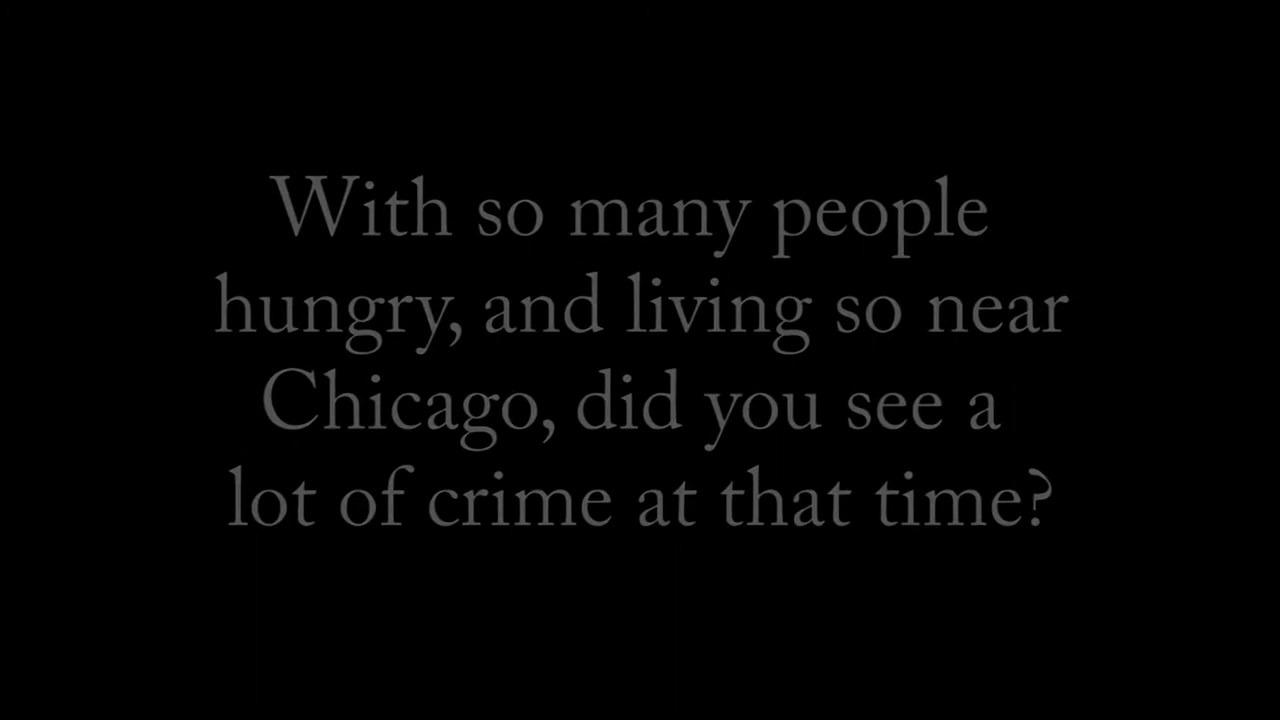 With so many people
hungry, and living so near
Chicago, did you see a
lot of crime at that time?